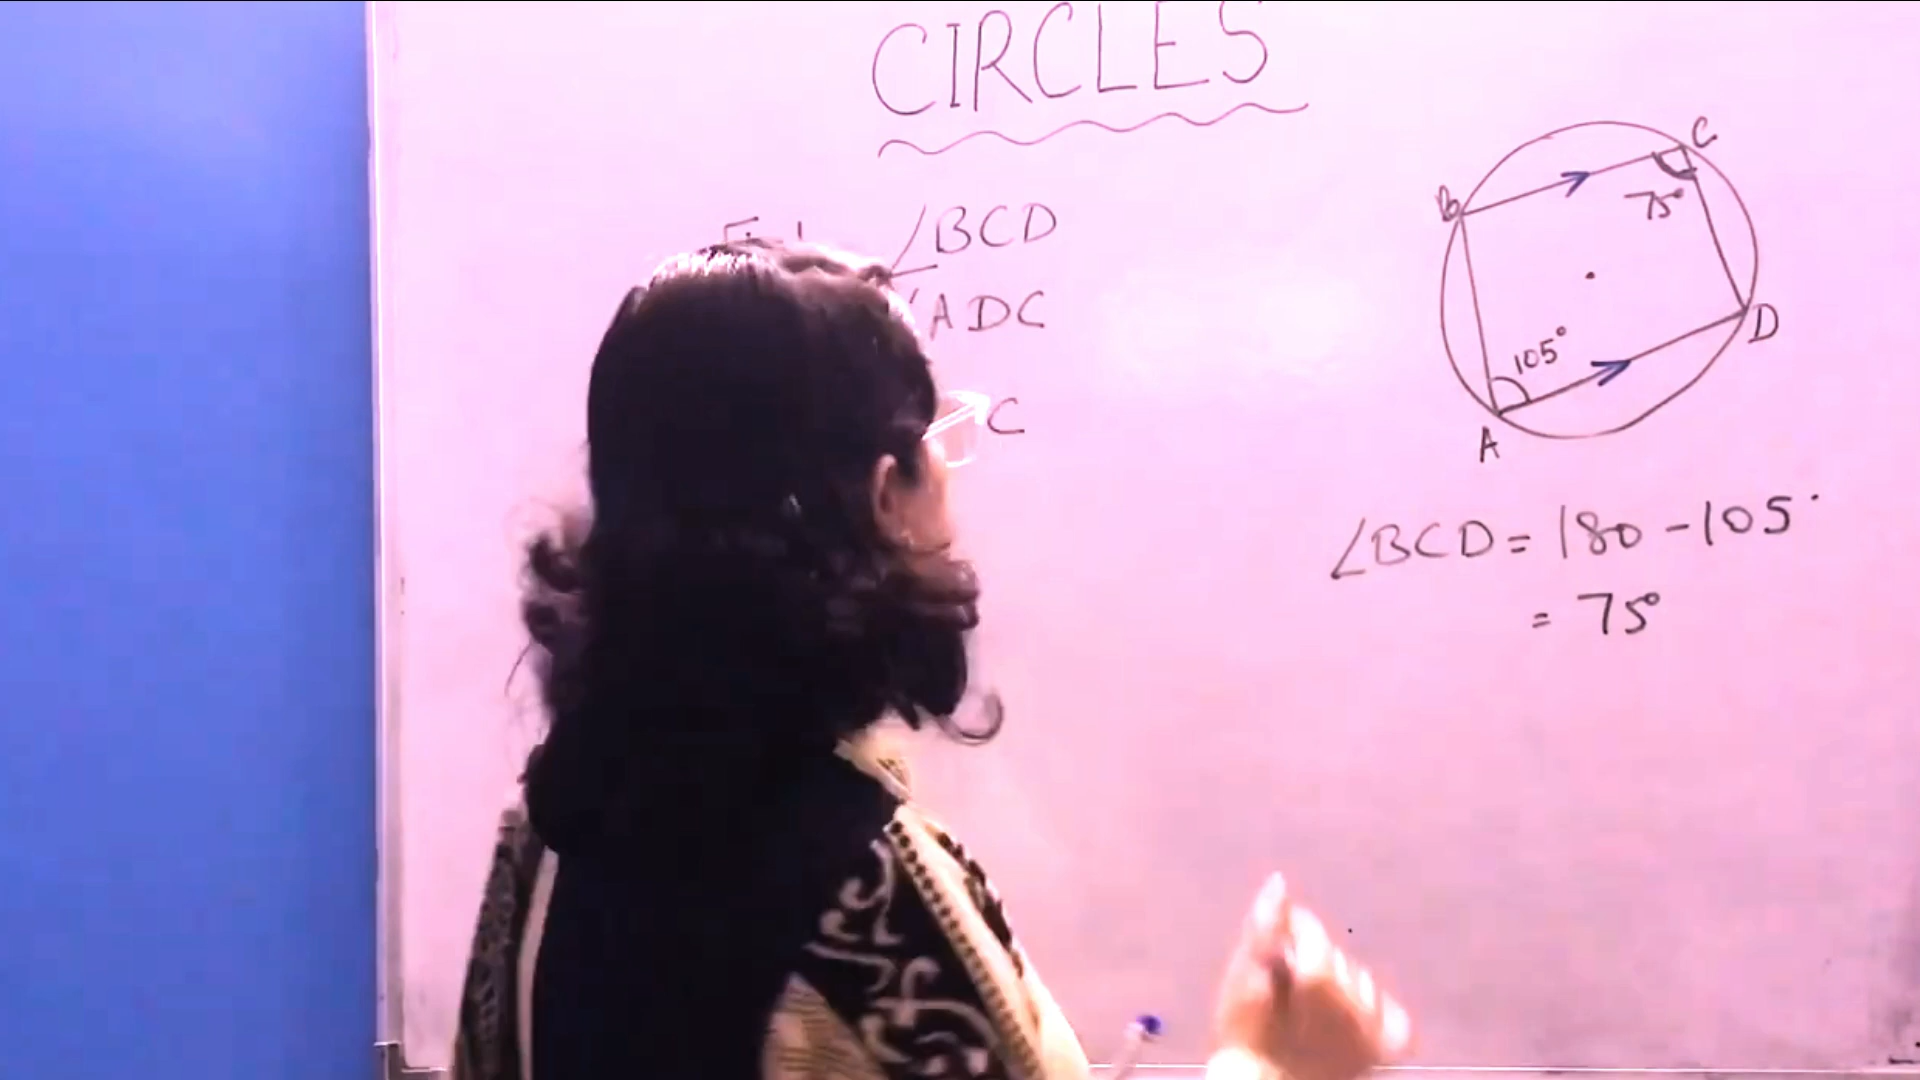 CIRCLES
∠BCD
ADC
C
B
C
75°
105°
D
A
∠BCD = 180 - 105°
= 75°